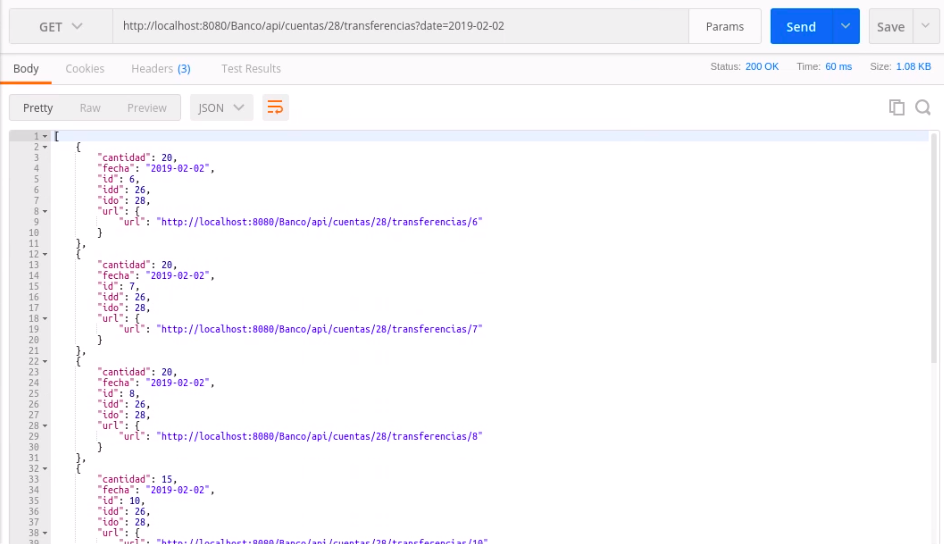 GET http://localhost:8080/Banco/api/cuentas/28/transferencias?date=2019-02-02 Params Send Save
Body Cookies Headers (3) Test Results Status: 200 OK Time: 60 ms Size: 1.08 KB
Pretty Raw Preview JSON
1 [
2 {
3 "cantidad": 20,
4 "fecha": "2019-02-02",
5 "id": 6,
6 "idd": 26,
7 "ido": 28,
8 "url": {
9 "url": "http://localhost:8080/Banco/api/cuentas/28/transferencias/6"
10 }
11 },
12 {
13 "cantidad": 20,
14 "fecha": "2019-02-02",
15 "id": 7,
16 "idd": 26,
17 "ido": 28,
18 "url": {
19 "url": "http://localhost:8080/Banco/api/cuentas/28/transferencias/7"
20 }
21 },
22 {
23 "cantidad": 20,
24 "fecha": "2019-02-02",
25 "id": 8,
26 "idd": 26,
27 "ido": 28,
28 "url": {
29 "url": "http://localhost:8080/Banco/api/cuentas/28/transferencias/8"
30 }
31 },
32 {
33 "cantidad": 15,
34 "fecha": "2019-02-02",
35 "id": 10,
36 "idd": 26,
37 "ido": 28,
38 "url": {
39 "url": "http://localhost:8080/Banco/api/cuentas/28/transferencias/10"